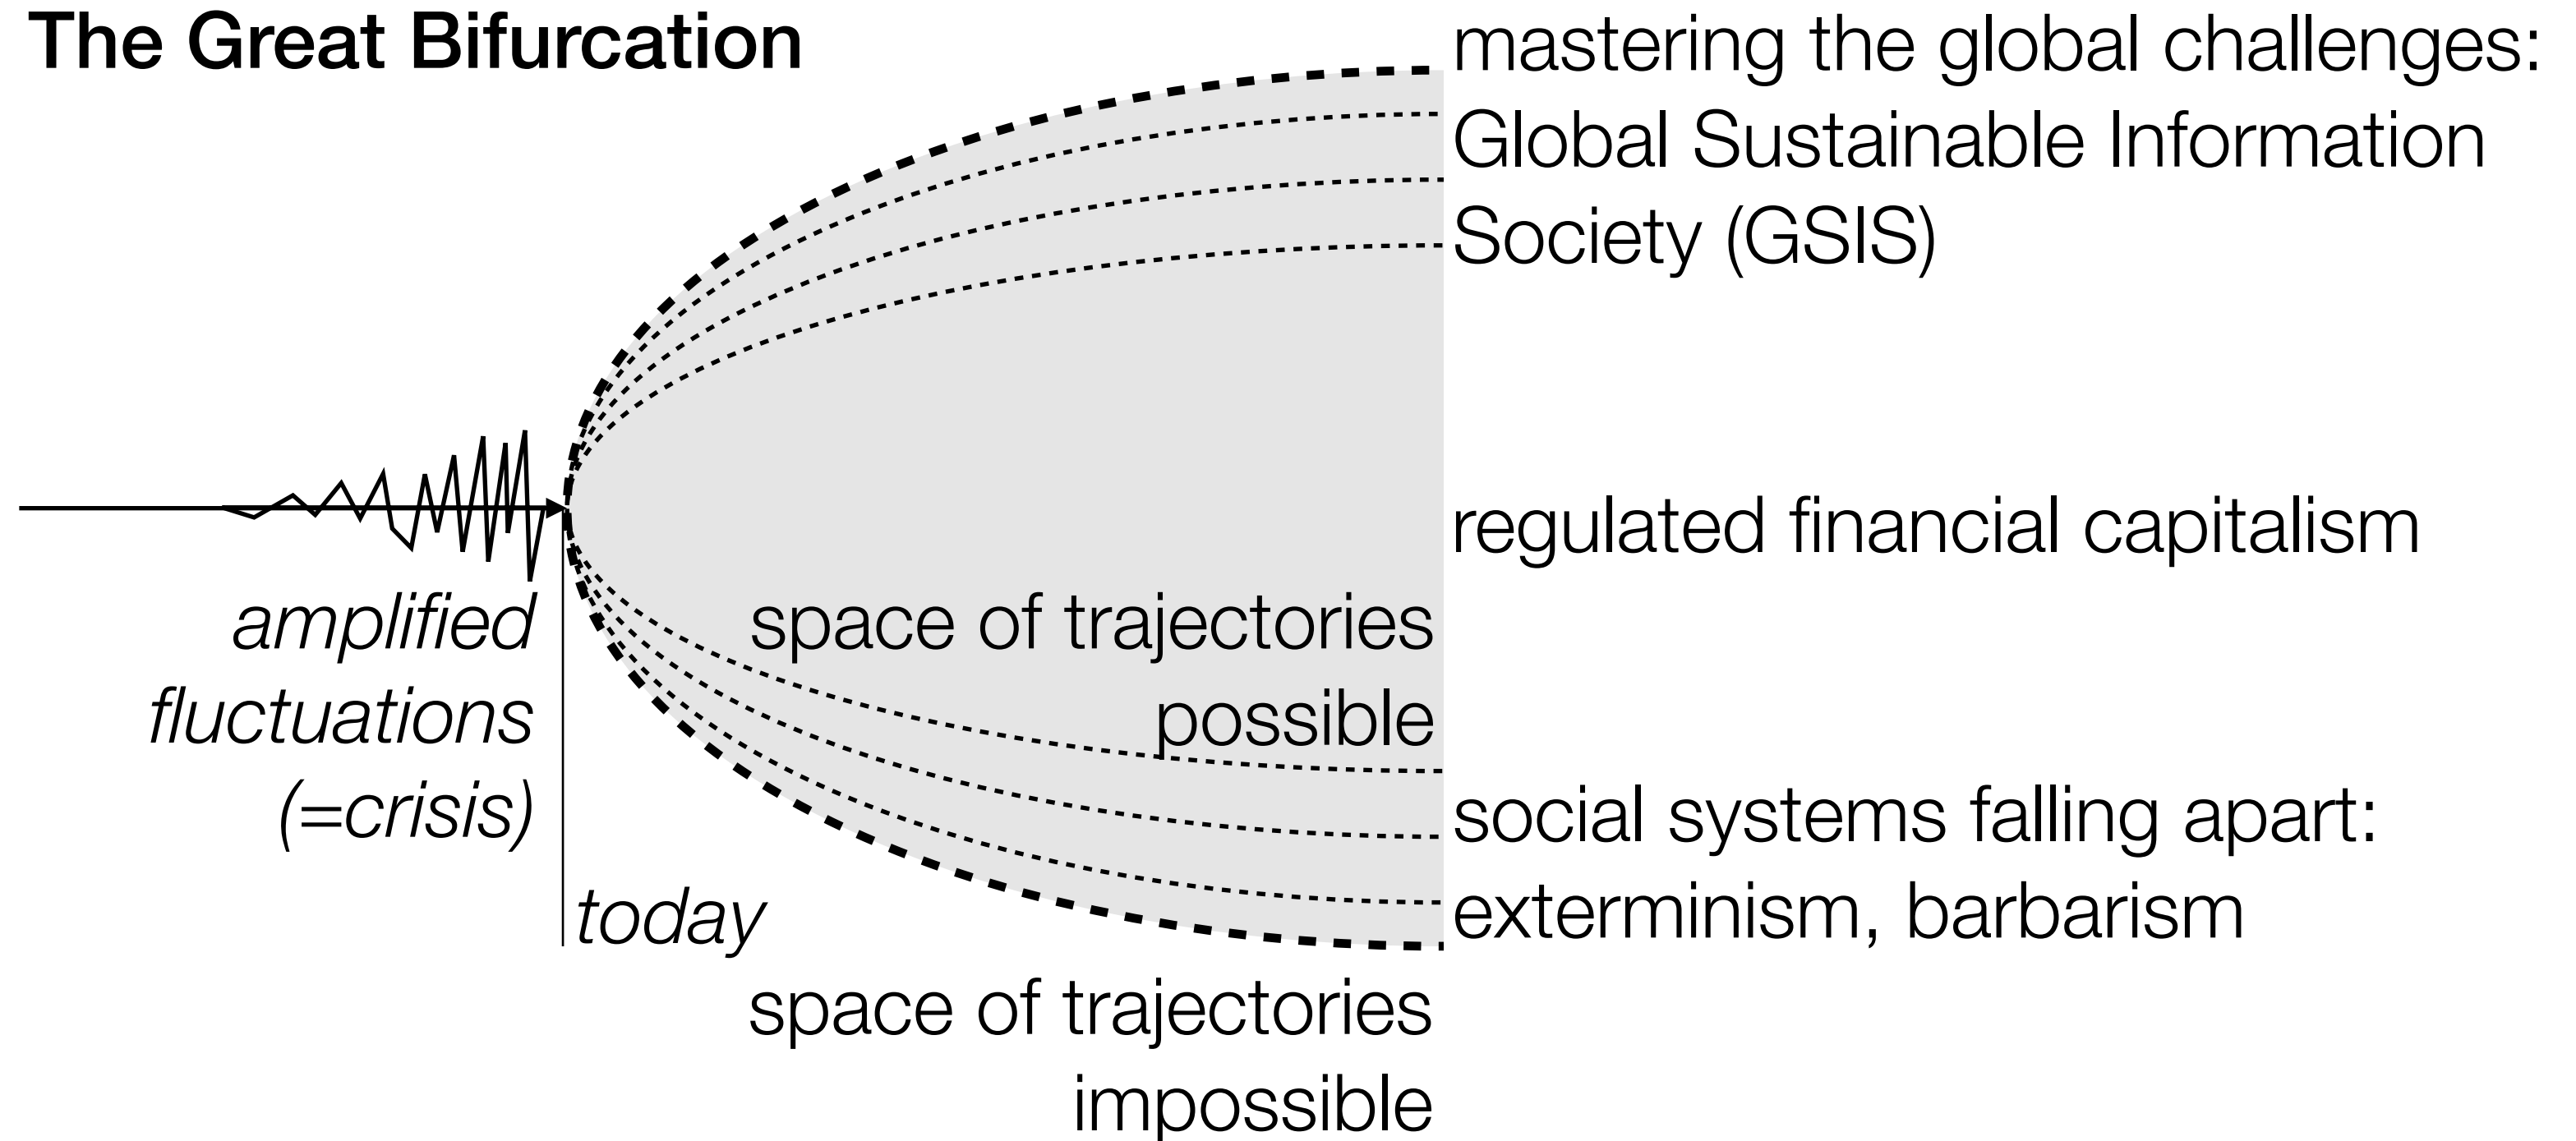 The Great Bifurcation
mastering the global challenges:
Global Sustainable Information
Society (GSIS)
regulated financial capitalism
amplified
fluctuations
(=crisis)
space of trajectories
possible
social systems falling apart:
exterminism, barbarism
today
space of trajectories
impossible